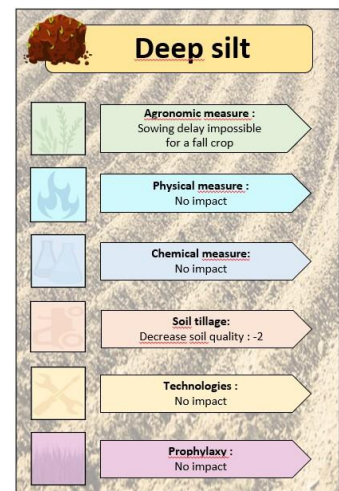 Deep silt
Agronomic measure :
Sowing delay impossible
for a fall crop
Physical measure :
No impact
Chemical measure:
No impact
Soil tillage:
Decrease soil quality : -2
Technologies :
No impact
Prophylaxy :
No impact